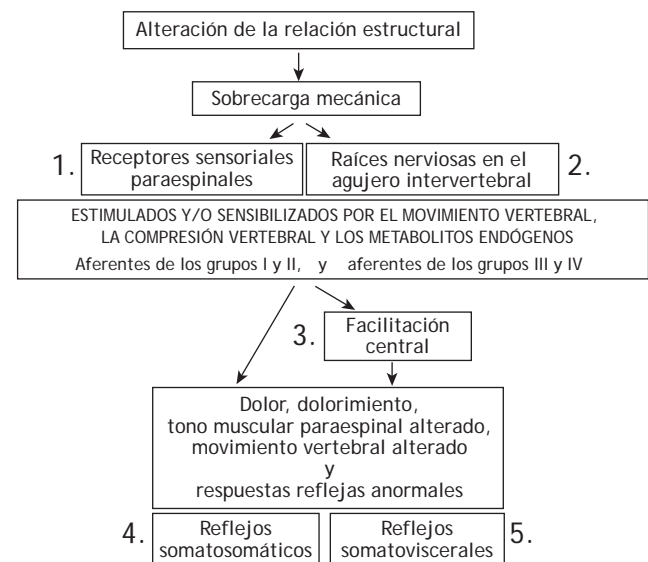 Alteración de la relación estructural
Sobrecarga mecánica
1. Receptores sensoriales
paraespinales
Raíces nerviosas en el
agujero intervertebral 2.
ESTIMULADOS Y/O SENSIBILIZADOS POR EL MOVIMIENTO VERTEBRAL,
LA COMPRESIÓN VERTEBRAL Y LOS METABOLITOS ENDÓGENOS
Aferentes de los grupos I y II, y aferentes de los grupos III y IV
3. Facilitación
central
Dolor, dolorimiento,
tono muscular paraespinal alterado,
movimiento vertebral alterado
y
respuestas reflejas anormales
4. Reflejos
somatosomáticos
Reflejos
somatoviscerales 5.